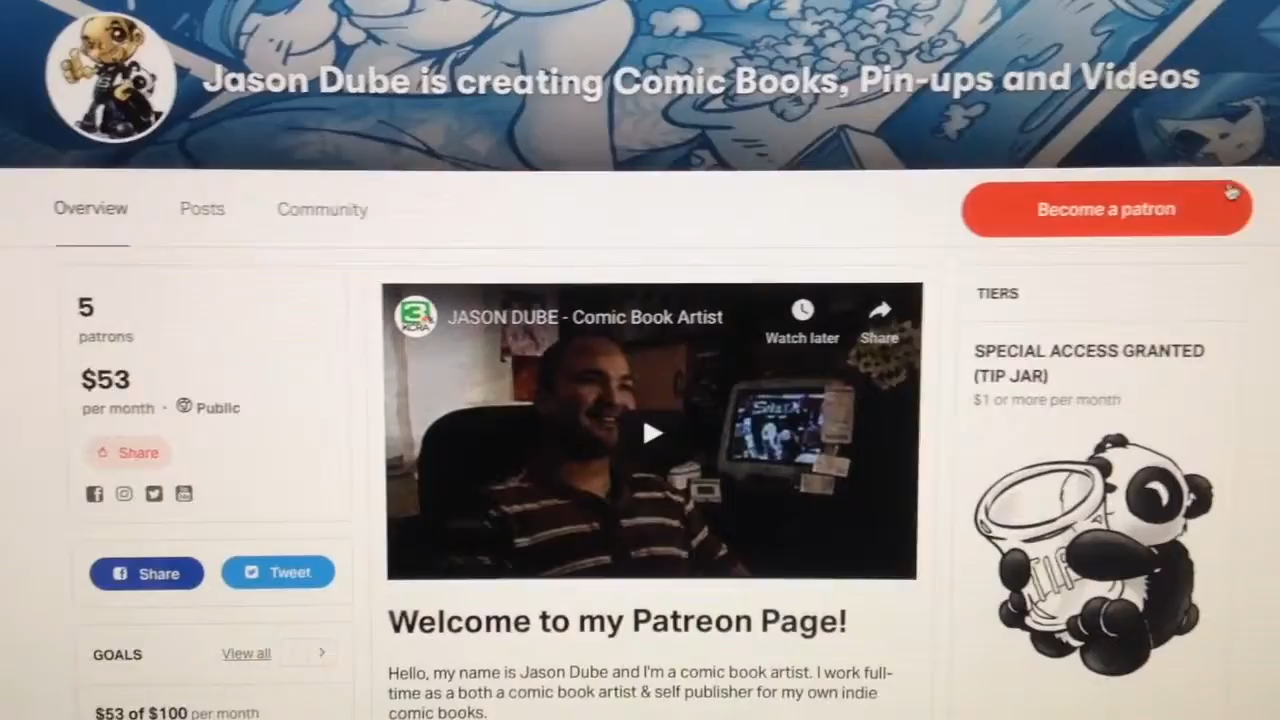 Jason Dube is creating Comic Books, Pin-ups and Videos
Overview
Posts
Community
Become a patron
5
patrons
$53
per month · Public
Share
Share
Tweet
GOALS
View all
$53 of $100 per month
3
KCRA
JASON DUBE - Comic Book Artist
Watch later
Share
Welcome to my Patreon Page!
Hello, my name is Jason Dube and I'm a comic book artist. I work full-
time as a both a comic book artist & self publisher for my own indie
comic books.
TIERS
SPECIAL ACCESS GRANTED
(TIP JAR)
$1 or more per month
TIP